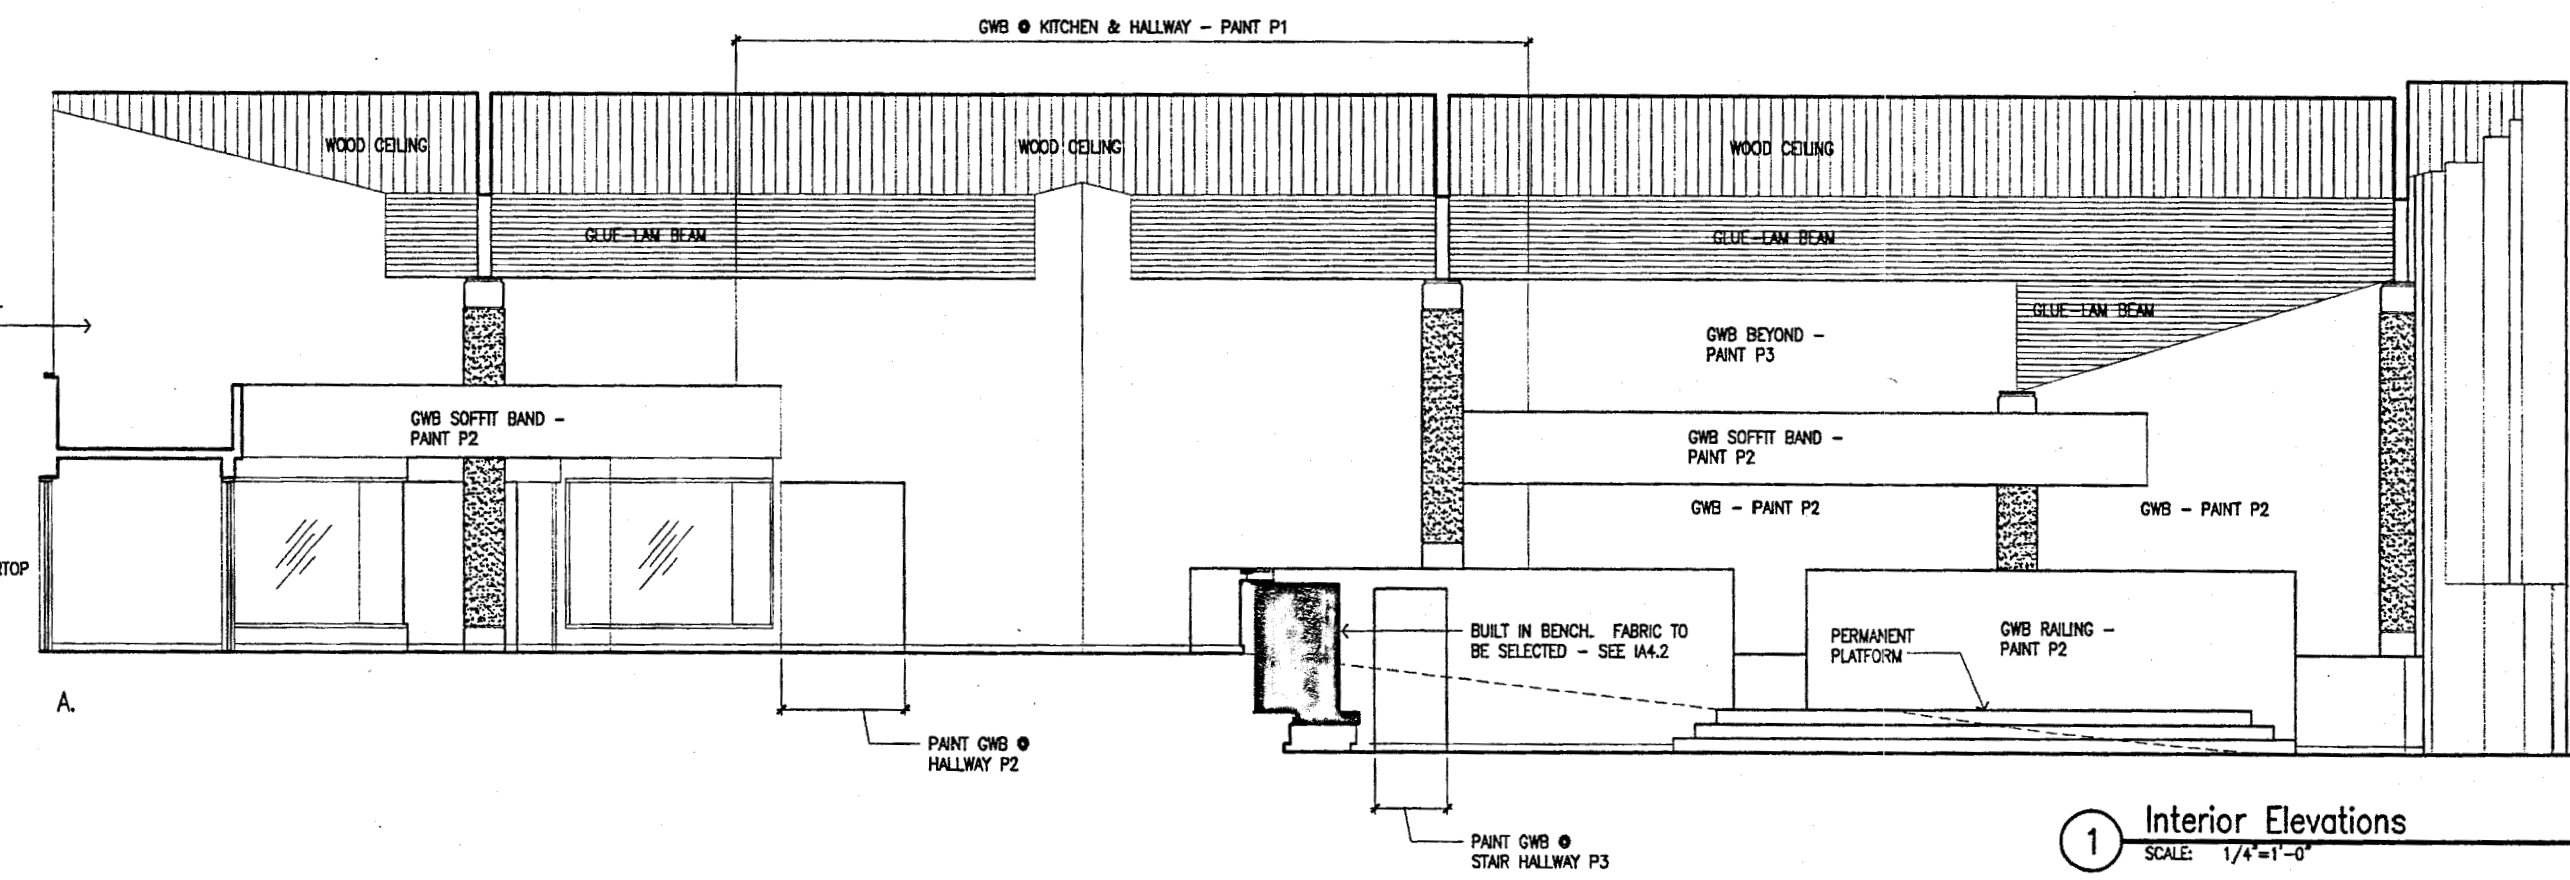 GWB @ KITCHEN & HALLWAY - PAINT P1
WOOD CEILING
WOOD CEILING
WOOD CEILING
GLUE-LAM BEAM
GLUE-LAM BEAM
GLUE-LAM BEAM
GWB BEYOND -
PAINT P3
GWB SOFFIT BAND -
PAINT P2
GWB SOFFIT BAND -
PAINT P2
GWB - PAINT P2
GWB - PAINT P2
BUILT IN BENCH. FABRIC TO
BE SELECTED - SEE IA4.2
PERMANENT
PLATFORM
GWB RAILING -
PAINT P2
A.
PAINT GWB @
HALLWAY P2
PAINT GWB @
STAIR HALLWAY P3
1
Interior Elevations
SCALE: 1/4"=1'-0"